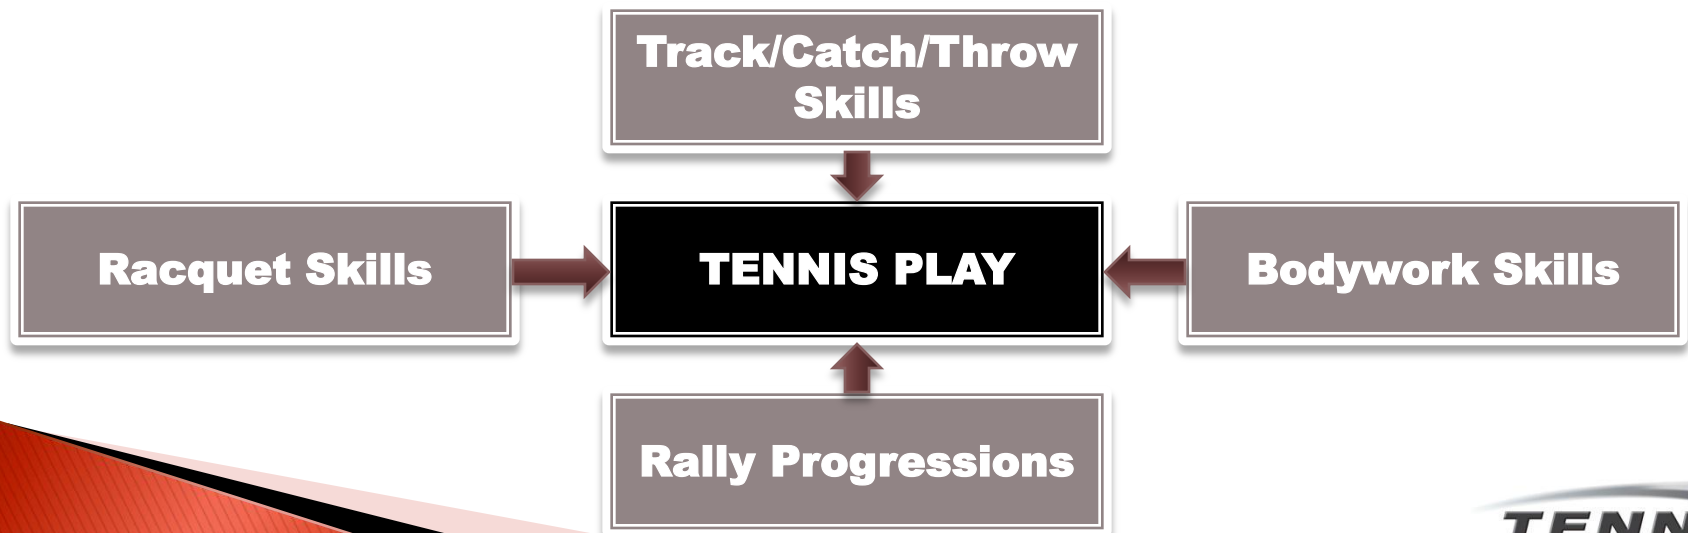 Track/Catch/Throw
Skills
Racquet Skills
TENNIS PLAY
Bodywork Skills
Rally Progressions